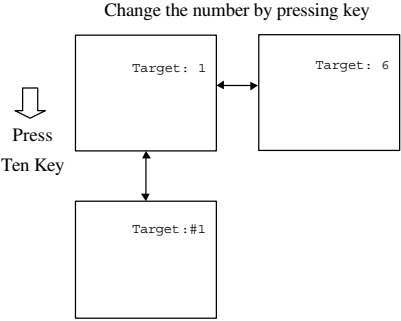 Change the number by pressing key
Target: 1
Target: 6
Press
Ten Key
Target:#1